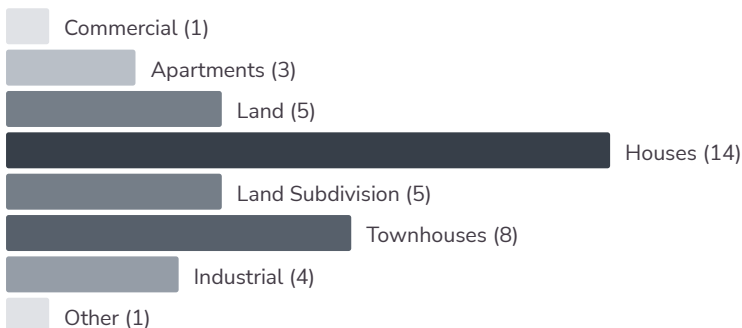 Commercial (1)
Apartments (3)
Land (5)
Houses (14)
Land Subdivision (5)
Townhouses (8)
Industrial (4)
Other (1)